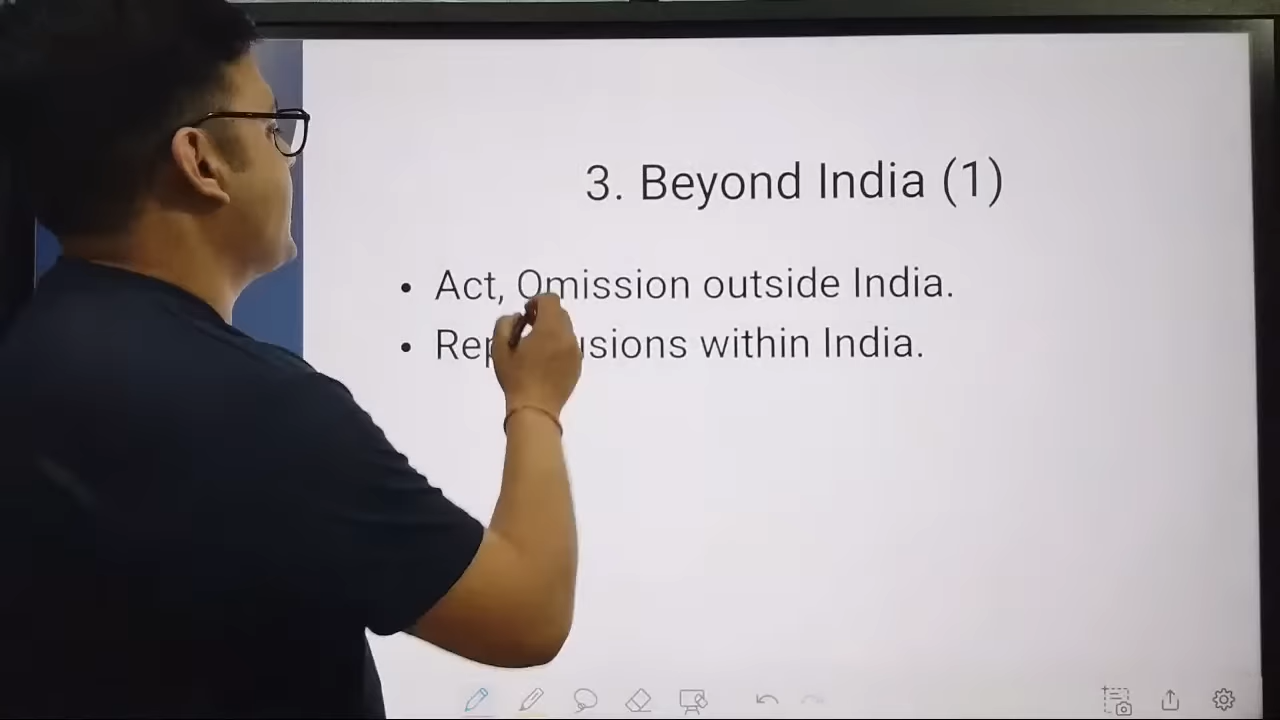 3. Beyond India (1)
• Act, Omission outside India.
• within India.